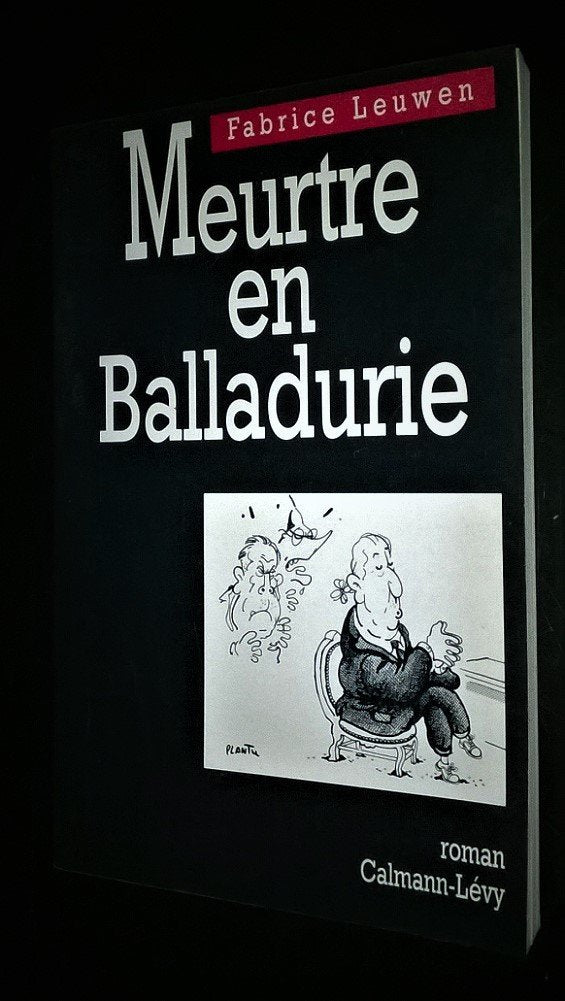 Fabrice Leuwen
Meurtre
en
Balladurie
PLANTU
roman
Calmann-Lévy